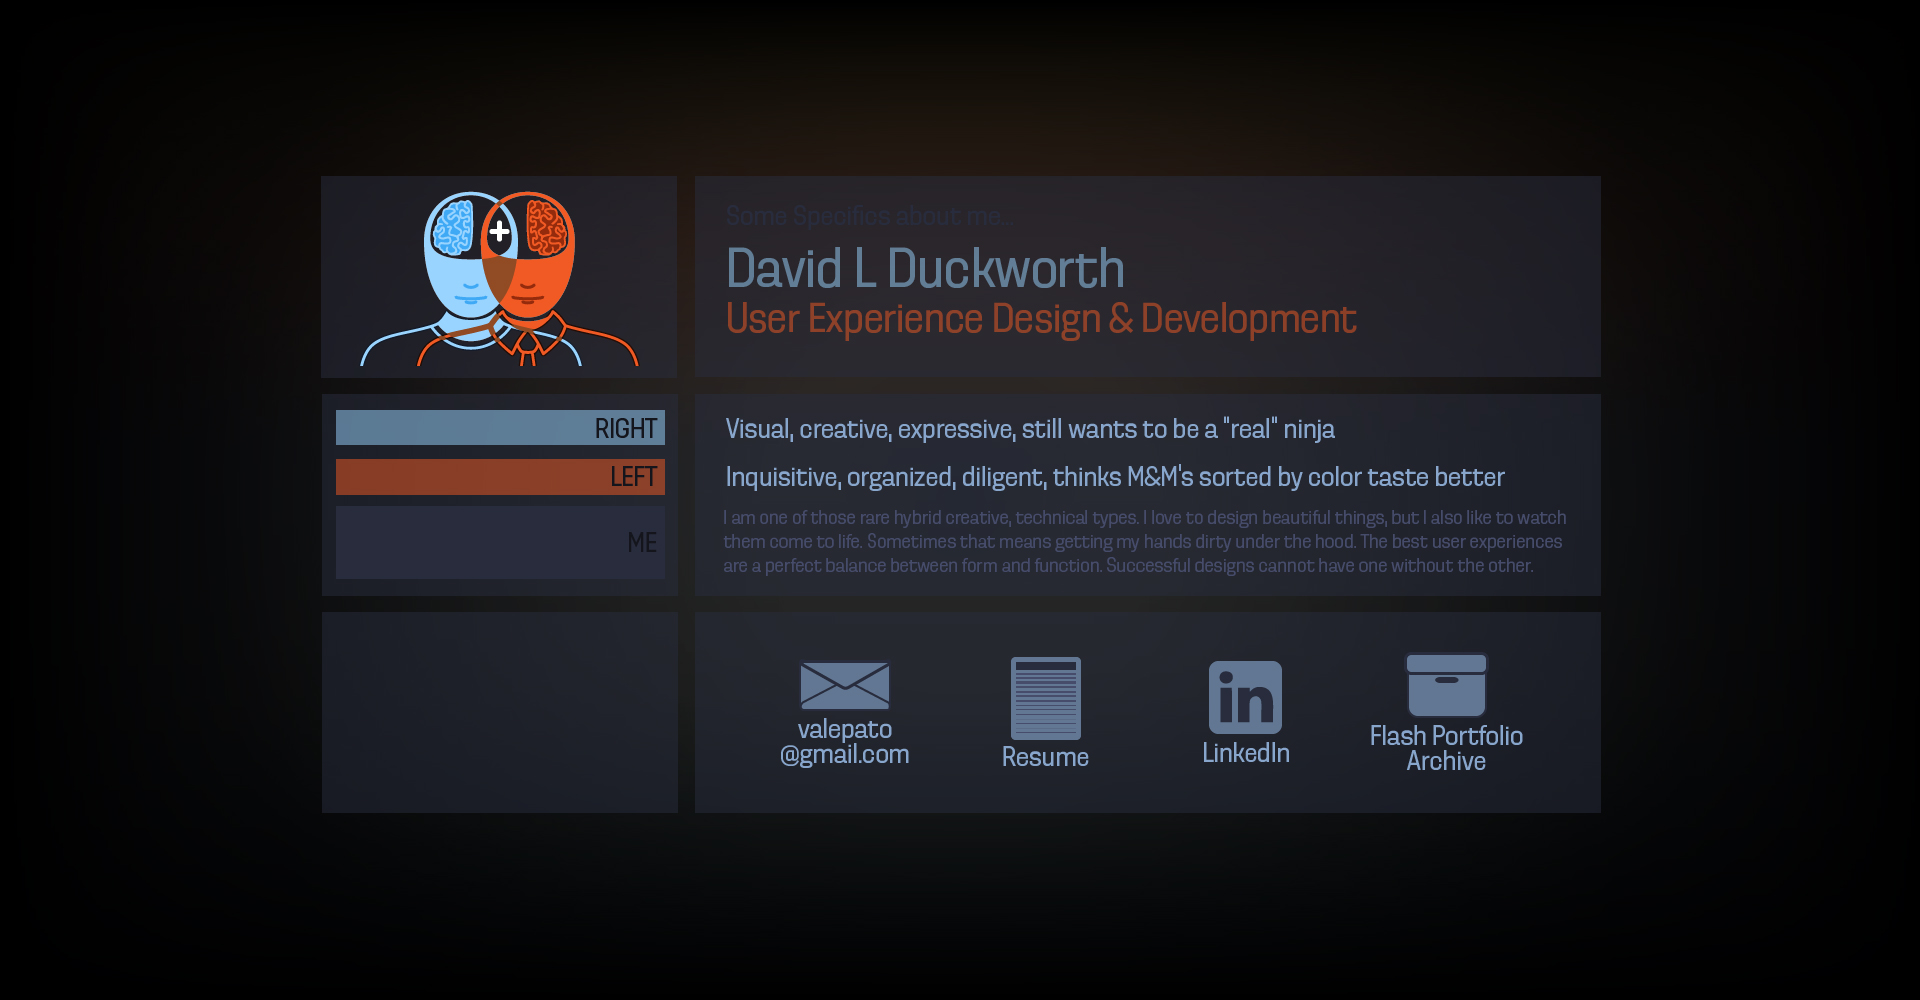 Some Specifics about me...
David L Duckworth
User Experience Design & Development
RIGHT
Visual, creative, expressive, still wants to be a "real" ninja
LEFT
Inquisitive, organized, diligent, thinks M&M's sorted by color taste better
ME
I am one of those rare hybrid creative, technical types. I love to design beautiful things, but I also like to watch
them come to life. Sometimes that means getting my hands dirty under the hood. The best user experiences
are a perfect balance between form and function. Successful designs cannot have one without the other.
valepato
@gmail.com
Resume
in
LinkedIn
Flash Portfolio
Archive